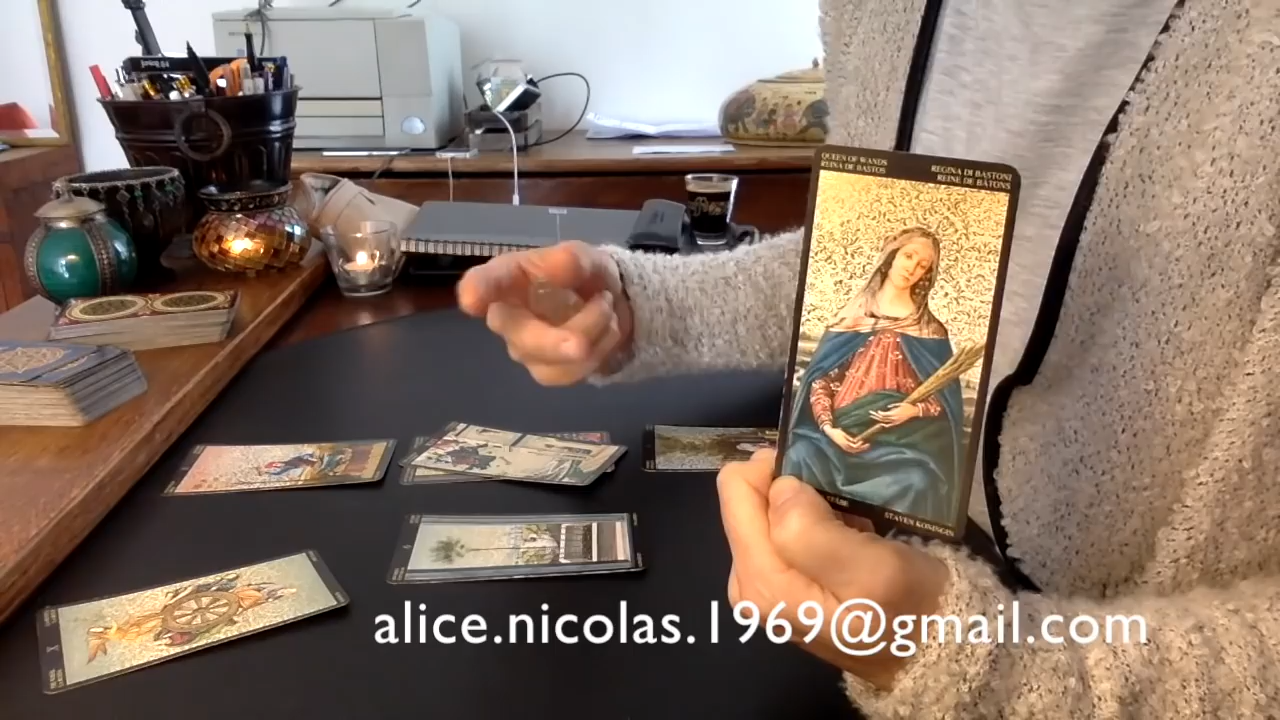 QUEEN OF WANDS
REINA DE BASTOS
REGINA DI BASTONI
REINE DE BÂTONS
STAVEN KONINGIN
alice.nicolas.1969@gmail.com